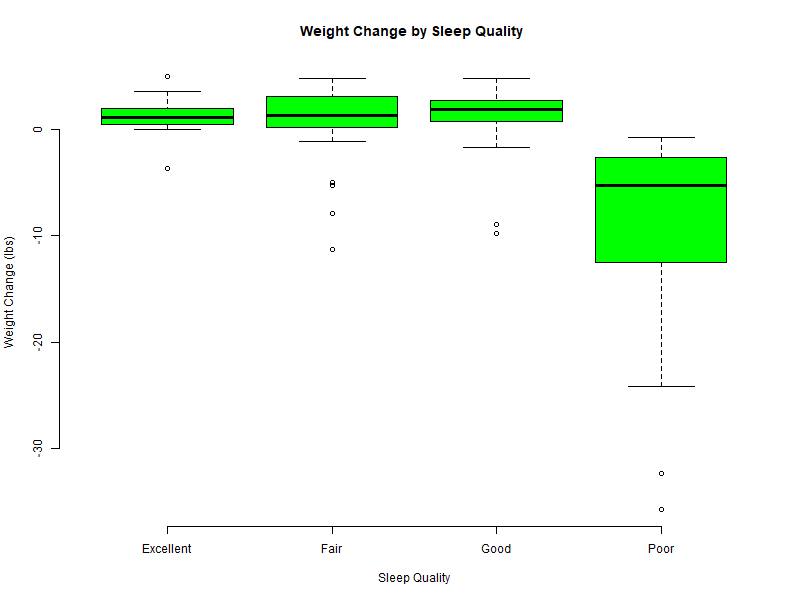 Weight Change by Sleep Quality
Weight Change (lbs)
0
-10
-20
-30
Excellent
Fair
Good
Poor
Sleep Quality